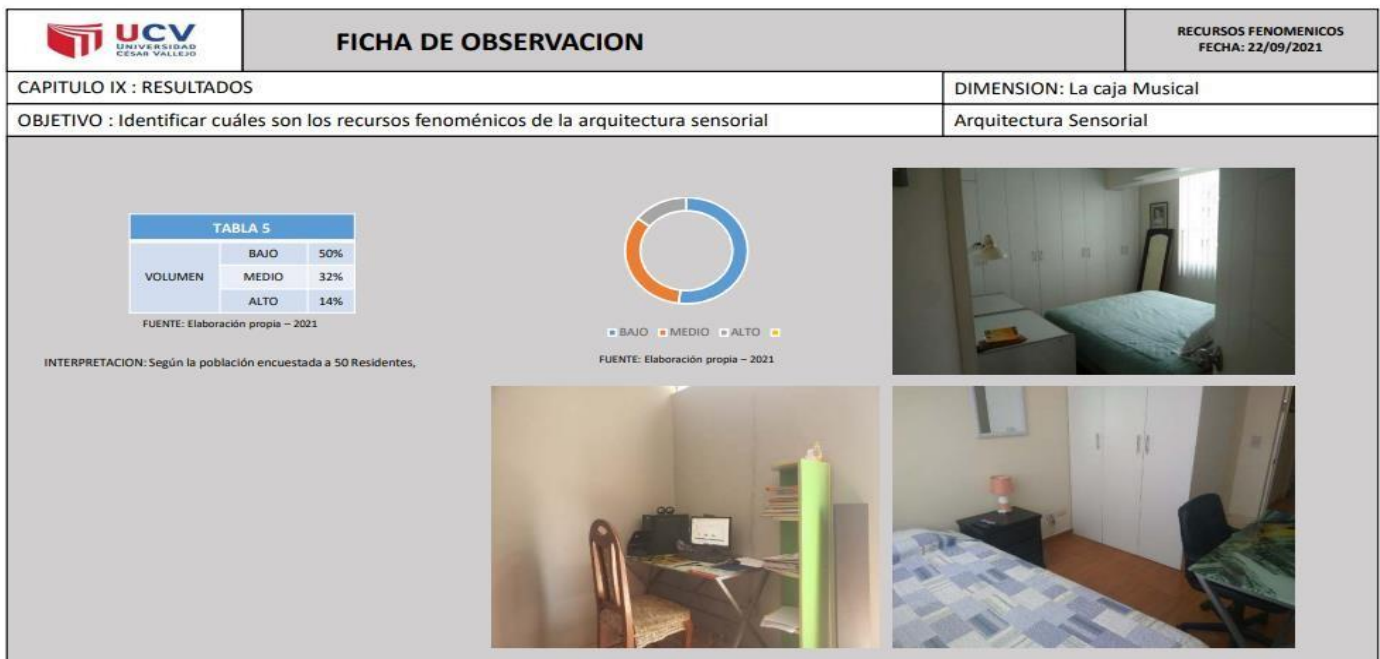 UCV
UNIVERSIDAD
CÉSAR VALLEJO
FICHA DE OBSERVACION
RECURSOS FENOMENICOS
FECHA: 22/09/2021
CAPITULO IX : RESULTADOS
DIMENSION: La caja Musical
OBJETIVO : Identificar cuáles son los recursos fenoménicos de la arquitectura sensorial
Arquitectura Sensorial
TABLA 5
VOLUMEN
BAJO 50%
MEDIO 32%
ALTO 14%
FUENTE: Elaboración propia – 2021
INTERPRETACION: Según la población encuestada a 50 Residentes,
BAJO MEDIO ALTO
FUENTE: Elaboración propia – 2021